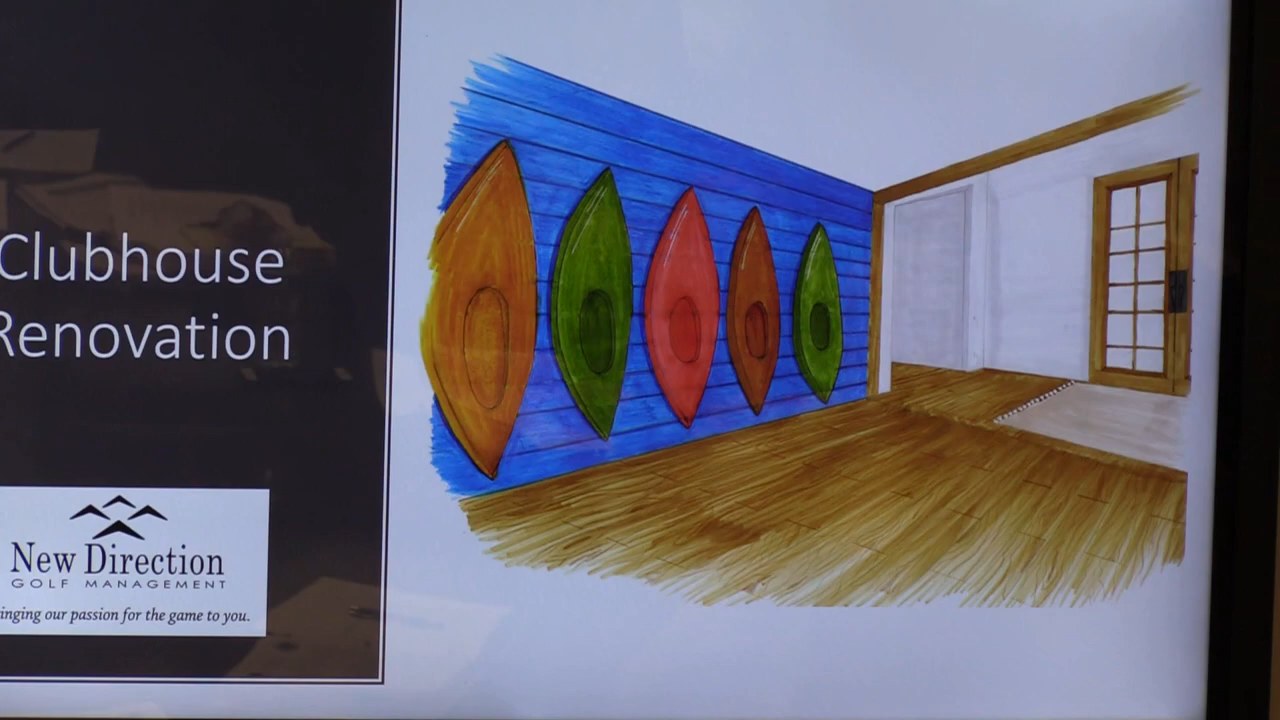 Clubhouse
Renovation
New Direction
GOLF MANAGEMENT
inging our passion for the game to you.